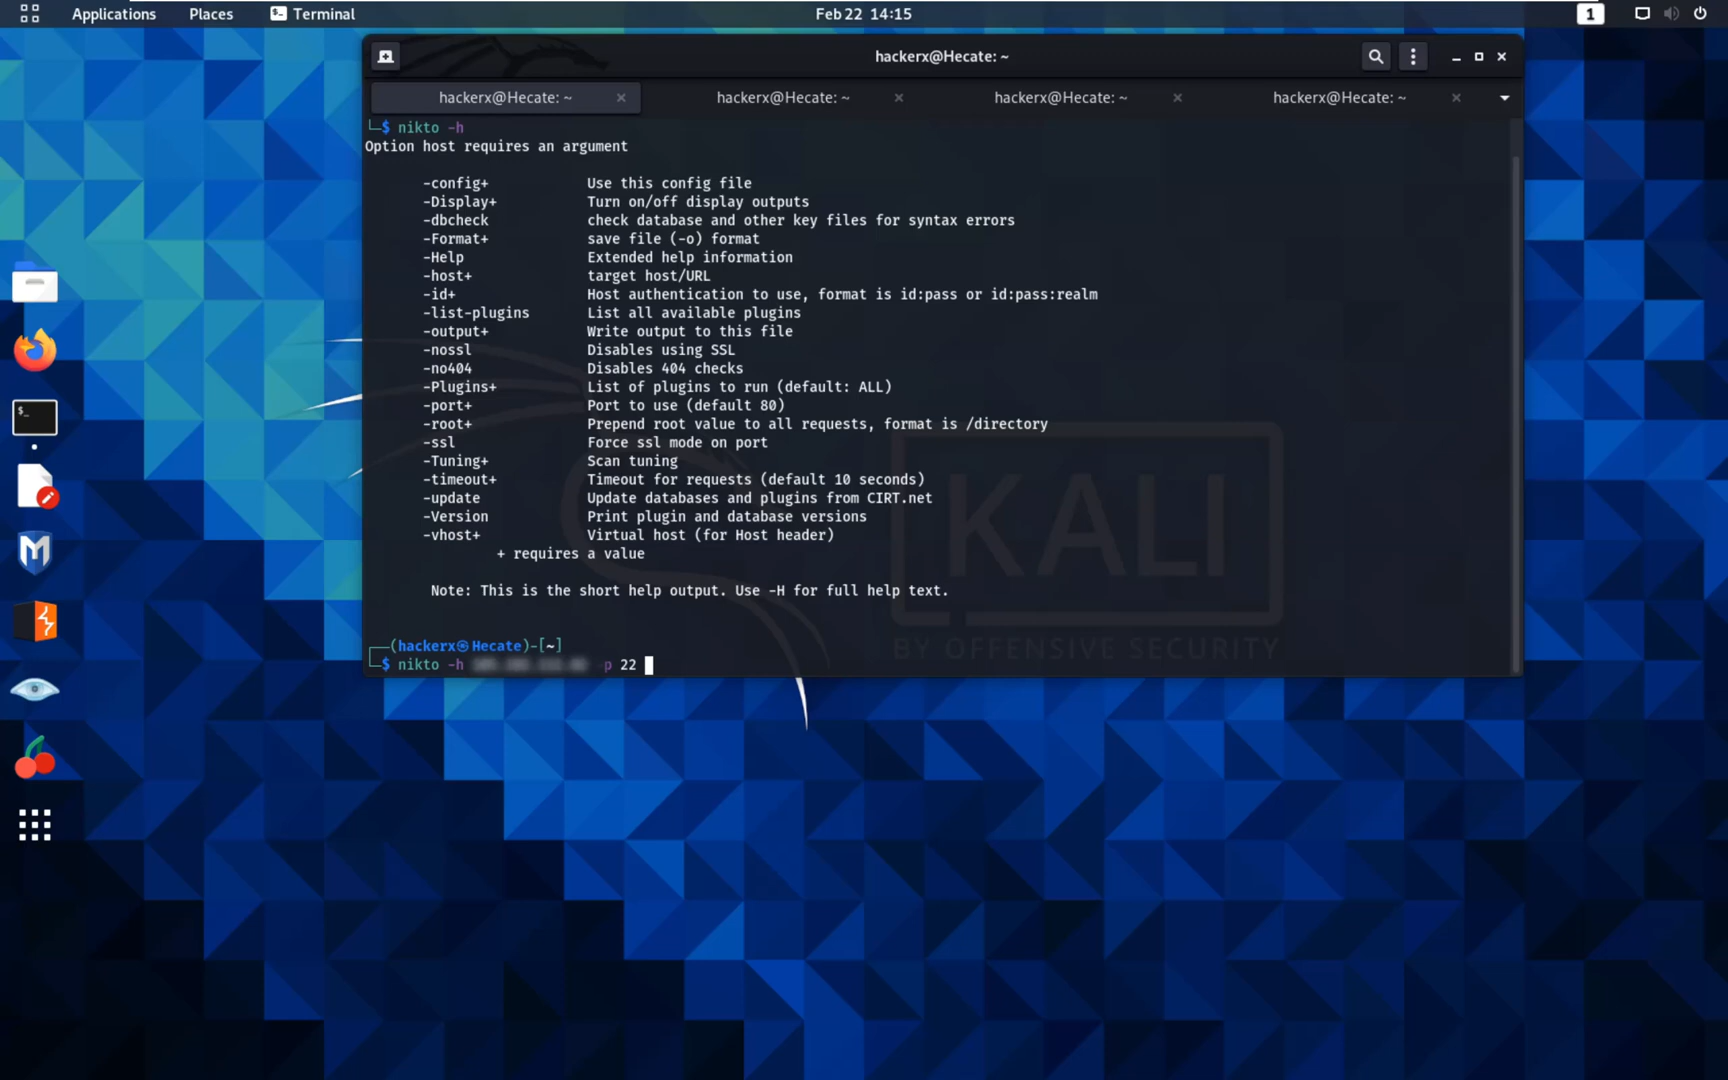 Applications Places Terminal Feb 22 14:15 1
hackerx@Hecate: ~
hackerx@Hecate: ~ hackerx@Hecate: ~ hackerx@Hecate: ~ hackerx@Hecate: ~
└─$ nikto -h
Option host requires an argument
-config+ Use this config file
-Display+ Turn on/off display outputs
-dbcheck check database and other key files for syntax errors
-Format+ save file (-o) format
-Help Extended help information
-host+ target host/URL
-id+ Host authentication to use, format is id:pass or id:pass:realm
-list-plugins List all available plugins
-output+ Write output to this file
-nossl Disables using SSL
-no404 Disables 404 checks
-Plugins+ List of plugins to run (default: ALL)
-port+ Port to use (default 80)
-root+ Prepend root value to all requests, format is /directory
-ssl Force ssl mode on port
-Tuning+ Scan tuning
-timeout+ Timeout for requests (default 10 seconds)
-update Update databases and plugins from CIRT.net
-Version Print plugin and database versions
-vhost+ Virtual host (for Host header)
+ requires a value
Note: This is the short help output. Use -H for full help text.
┌──(hackerx㉿Hecate)-[~]
└─$ nikto -h p 22
KALI
BY OFFENSIVE SECURITY